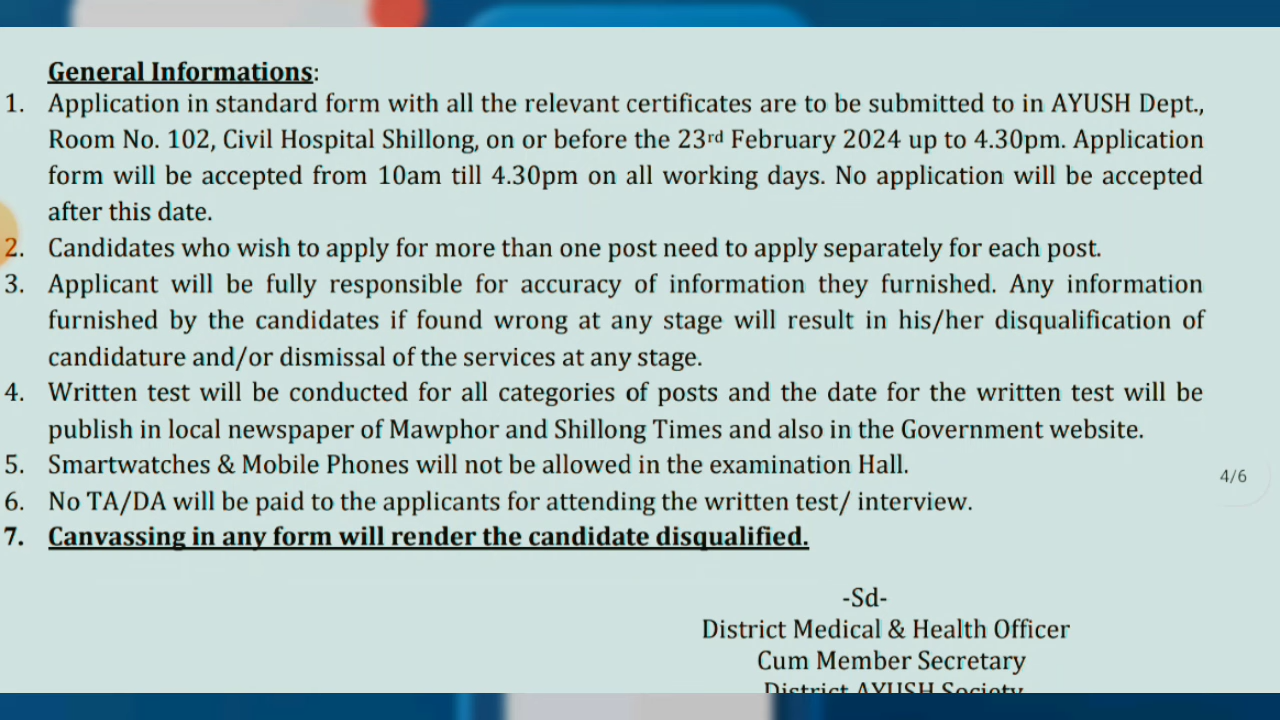 General Informations:
1. Application in standard form with all the relevant certificates are to be submitted to in AYUSH Dept.,
Room No. 102, Civil Hospital Shillong, on or before the 23rd February 2024 up to 4.30pm. Application
form will be accepted from 10am till 4.30pm on all working days. No application will be accepted
after this date.
2. Candidates who wish to apply for more than one post need to apply separately for each post.
3. Applicant will be fully responsible for accuracy of information they furnished. Any information
furnished by the candidates if found wrong at any stage will result in his/her disqualification of
candidature and/or dismissal of the services at any stage.
4. Written test will be conducted for all categories of posts and the date for the written test will be
publish in local newspaper of Mawphor and Shillong Times and also in the Government website.
5. Smartwatches & Mobile Phones will not be allowed in the examination Hall.
4/6
6. No TA/DA will be paid to the applicants for attending the written test/ interview.
7. Canvassing in any form will render the candidate disqualified.
-Sd-
District Medical & Health Officer
Cum Member Secretary
District AYUSH Society